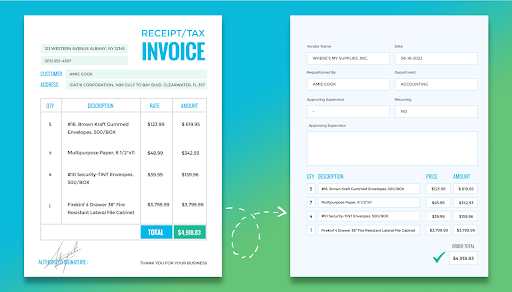 RECEIPT/TAX
INVOICE
123 WESTERN AVENUE ALBANY, NY 12345
(515) 555-4567
CUSTOMER AMIE COOK
ADDRESS IDATIX CORPORATION, 1499 GULF TO BAY BLVD, CLEARWATER, FL 337
QTY DESCRIPTION RATE AMOUNT
5 #16, Brown Kraft Gummed $123.99 $ 619.95
Envelopes, 500/BOX
7 Multipurpose Paper, 8 1/2"x11 $48.99 $342.93
4 #10 Security-TINT Envelopes, $39.99 $159.96
500/BOX
1 Firekinf 4 Drawer 38" Fire $3,799.99 $3,799.99
Resistant Lateral File Cabinet
TOTAL $4,918.83
AUTHORIZED SIGNATURE:
THANK YOU FOR YOUR BUSINESS
Vendor Name Date
WHERE'S MY SUPPLIES, INC. 06-18-2022
Requisitioned By Department
AMIE COOK ACCOUNTING
Approving Supervisor Recurring
- NO
Approving Supervisor
QTY DESCRIPTION PRICE AMOUNT
5 #16, Brown Kraft Gummed Envelopes, 500/BOX $123.99 $ 619.95
7 Multipurpose Paper, 8 1/2"x11 $48.99 $342.93
4 #10 Security-TINT Envelopes, 500/BOX $39.99 $159.96
1 Firekinf 4 Drawer 38" Fire Resistant Lateral File Cabinet $3,799.99 $3,799.99
ORDER TOTAL
$4,918.83